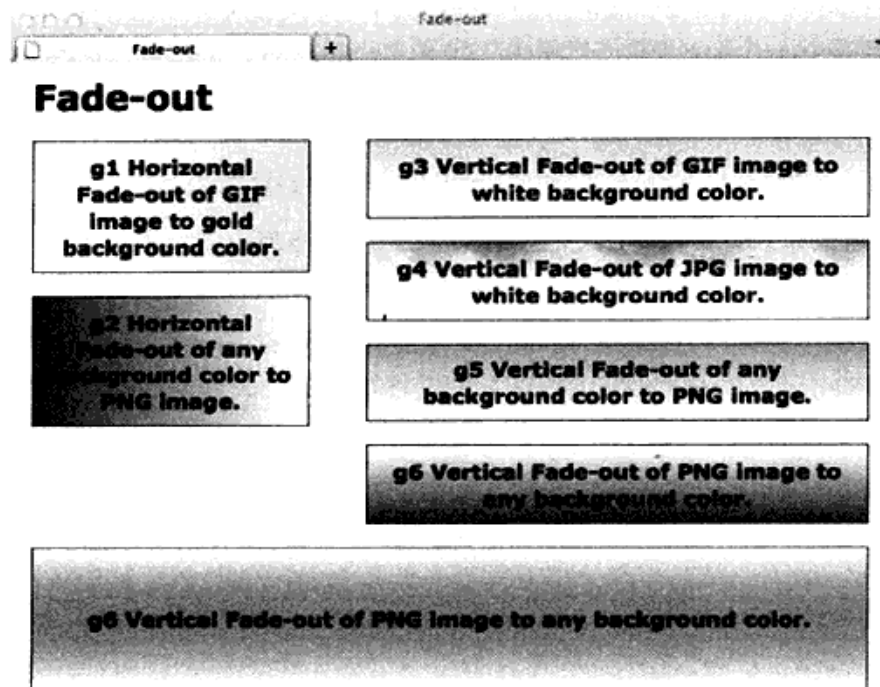 Fade-out
Fade-out
+
Fade-out
g1 Horizontal
Fade-out of GIF
image to gold
background color.
g2 Horizontal
Fade-out of any
background color to
PNG image.
g3 Vertical Fade-out of GIF image to
white background color.
g4 Vertical Fade-out of JPG image to
white background color.
g5 Vertical Fade-out of any
background color to PNG image.
g6 Vertical Fade-out of PNG image to
any background color.
g6 Vertical Fade-out of PNG image to any background color.